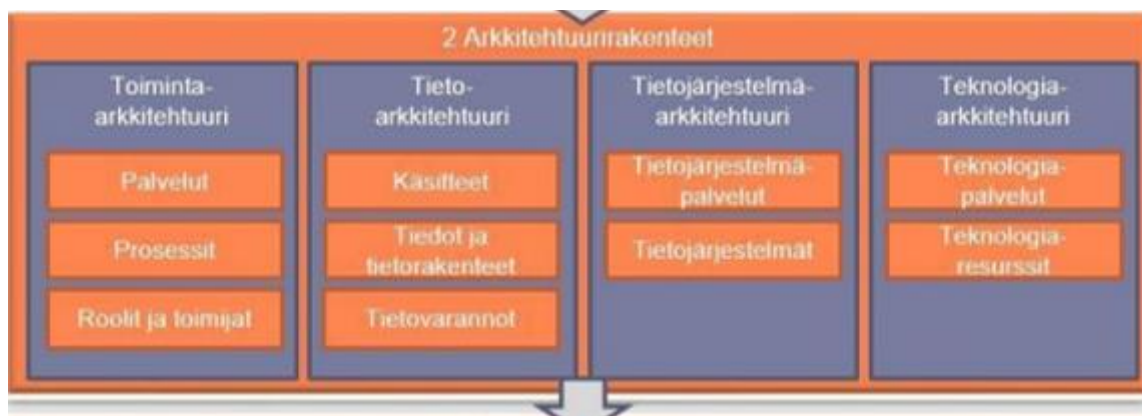 2 Arkkitehtuurirakenteet
Toiminta-
arkkitehtuuri
Palvelut
Prosessit
Roolit ja toimijat
Tieto-
arkkitehtuuri
Käsitteet
Tiedot ja
tietorakenteet
Tietovarannot
Tietojärjestelmä-
arkkitehtuuri
Tietojärjestelmä-
palvelut
Tietojärjestelmät
Teknologia-
arkkitehtuuri
Teknologia-
palvelut
Teknologia-
resurssit